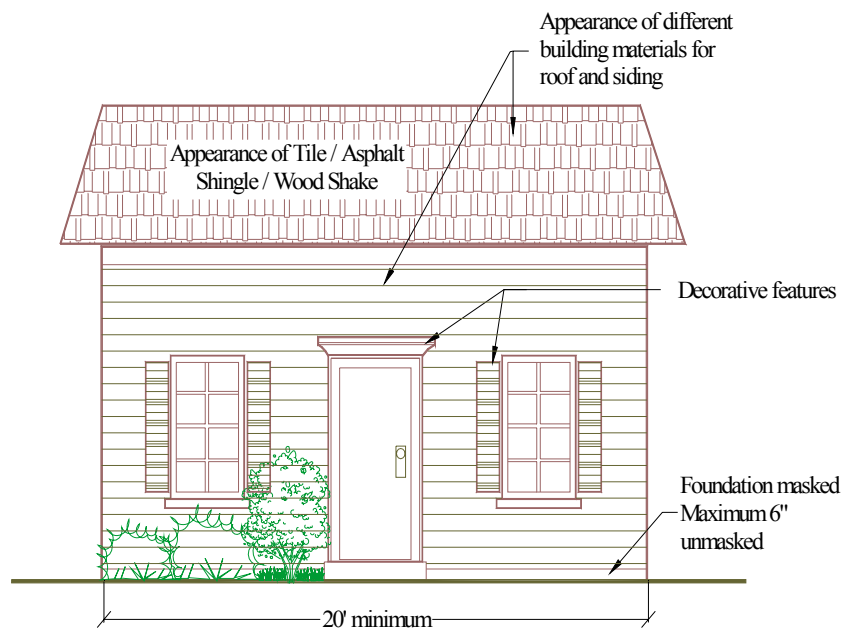 Appearance of different
building materials for
roof and siding
Appearance of Tile / Asphalt
Shingle / Wood Shake
Decorative features
Foundation masked
Maximum 6"
unmasked
20' minimum